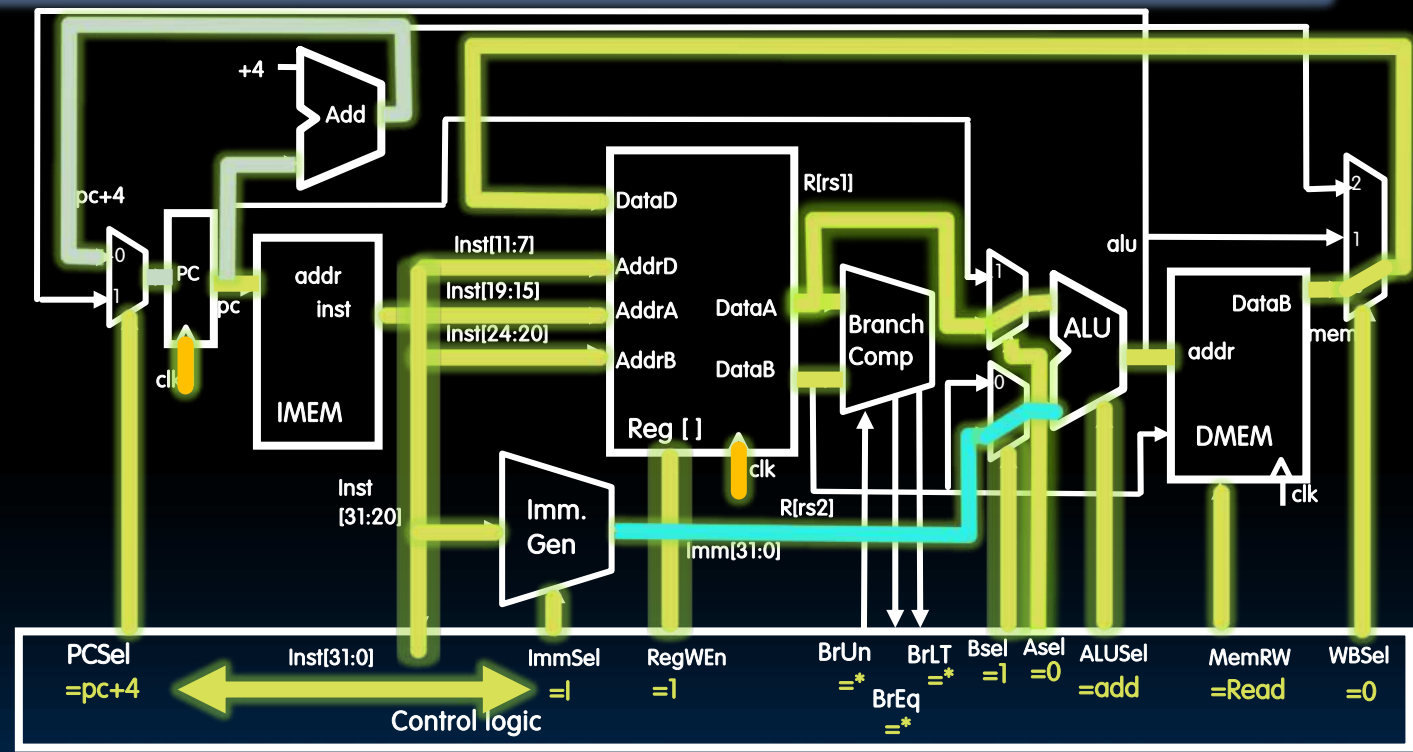 +4
Add
pc+4
0
1
PC
pc
clk
addr
inst
IMEM
Inst[11:7]
Inst[19:15]
Inst[24:20]
DataD
AddrD
AddrA
AddrB
DataA
DataB
Reg [ ]
clk
R[rs1]
Branch
Comp
R[rs2]
1
0
ALU
alu
2
1
DataB
addr
DMEM
mem
clk
Inst
[31:20]
Imm.
Gen
Imm[31:0]
PCSel
=pc+4
Inst[31:0]
Control logic
ImmSel
=I
RegWEn
=1
BrUn
=*
BrEq
=*
BrLT
=*
Bsel
=1
Asel
=0
ALUSel
=add
MemRW
=Read
WBSel
=0